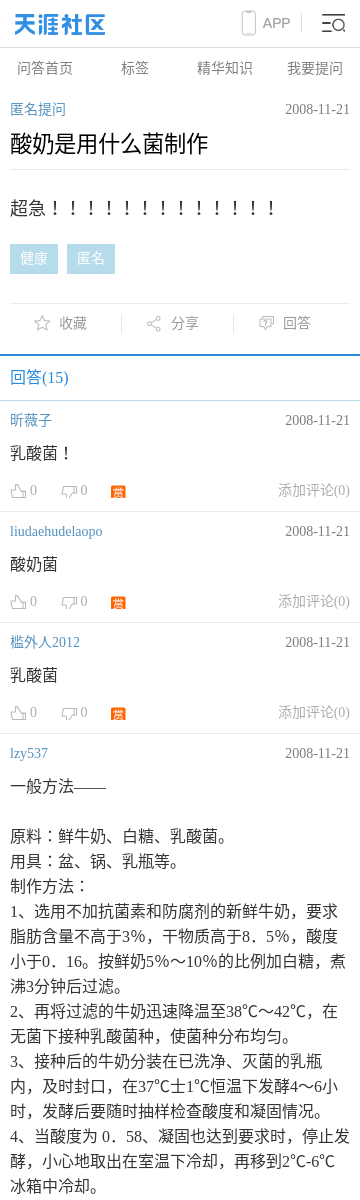 天涯社区
APP
问答首页 标签 精华知识 我要提问
匿名提问 2008-11-21
酸奶是用什么菌制作
超急！！！！！！！！！！！！！
健康 匿名
收藏 分享 回答
回答(15)
昕薇子 2008-11-21
乳酸菌！
0 0 赏 添加评论(0)
liudaehudelaopo 2008-11-21
酸奶菌
0 0 赏 添加评论(0)
槛外人2012 2008-11-21
乳酸菌
0 0 赏 添加评论(0)
lzy537 2008-11-21
一般方法——
原料：鲜牛奶、白糖、乳酸菌。
用具：盆、锅、乳瓶等。
制作方法：
1、选用不加抗菌素和防腐剂的新鲜牛奶，要求
脂肪含量不高于3%，干物质高于8．5%，酸度
小于0．16。按鲜奶5%～10%的比例加白糖，煮
沸3分钟后过滤。
2、再将过滤的牛奶迅速降温至38℃～42℃，在
无菌下接种乳酸菌种，使菌种分布均匀。
3、接种后的牛奶分装在已洗净、灭菌的乳瓶
内，及时封口，在37℃士1℃恒温下发酵4～6小
时，发酵后要随时抽样检查酸度和凝固情况。
4、当酸度为 0．58、凝固也达到要求时，停止发
酵，小心地取出在室温下冷却，再移到2℃-6℃
冰箱中冷却。